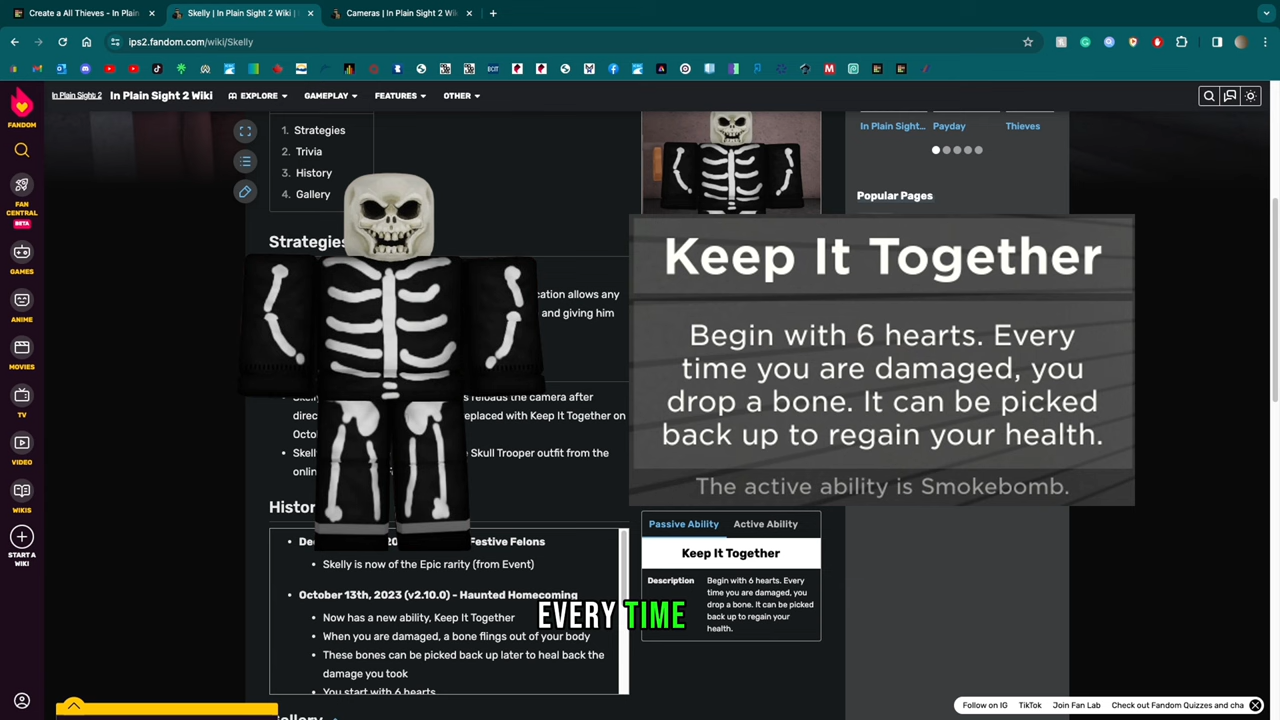 Create a All Thieves - In Plain
Skelly | In Plain Sight 2 Wiki |
Cameras | In Plain Sight 2 Wiki
ips2.fandom.com/wiki/Skelly
In Plain Sight 2
In Plain Sight 2 Wiki
EXPLORE
GAMEPLAY
FEATURES
OTHER
FANDOM
FAN CENTRAL
BETA
GAMES
ANIME
MOVIES
TV
VIDEO
WIKIS
START A WIKI
1. Strategies
2. Trivia
3. History
4. Gallery
In Plain Sight...
Payday
Thieves
Popular Pages
Strategies
cation allows any
and giving him
Keep It Together
Begin with 6 hearts. Every
time you are damaged, you
drop a bone. It can be picked
back up to regain your health.
The active ability is Smokebomb.
s reloads the camera after
direc
eplaced with Keep It Together on
Octo
Skel
Skull Trooper outfit from the
onlin
Histor
Festive Felons
Skelly is now of the Epic rarity (from Event)
October 13th, 2023 (v2.10.0) - Haunted Homecoming
Now has a new ability, Keep It Together
When you are damaged, a bone flings out of your body
These bones can be picked back up later to heal back the
damage you took
You start with 6 hearts
Passive Ability
Active Ability
Keep It Together
Description
Begin with 6 hearts. Every
time you are damaged, you
drop a bone. It can be picked
back up to regain your
health.
EVERY TIME
Follow on IG
TikTok
Join Fan Lab
Check out Fandom Quizzes and cha